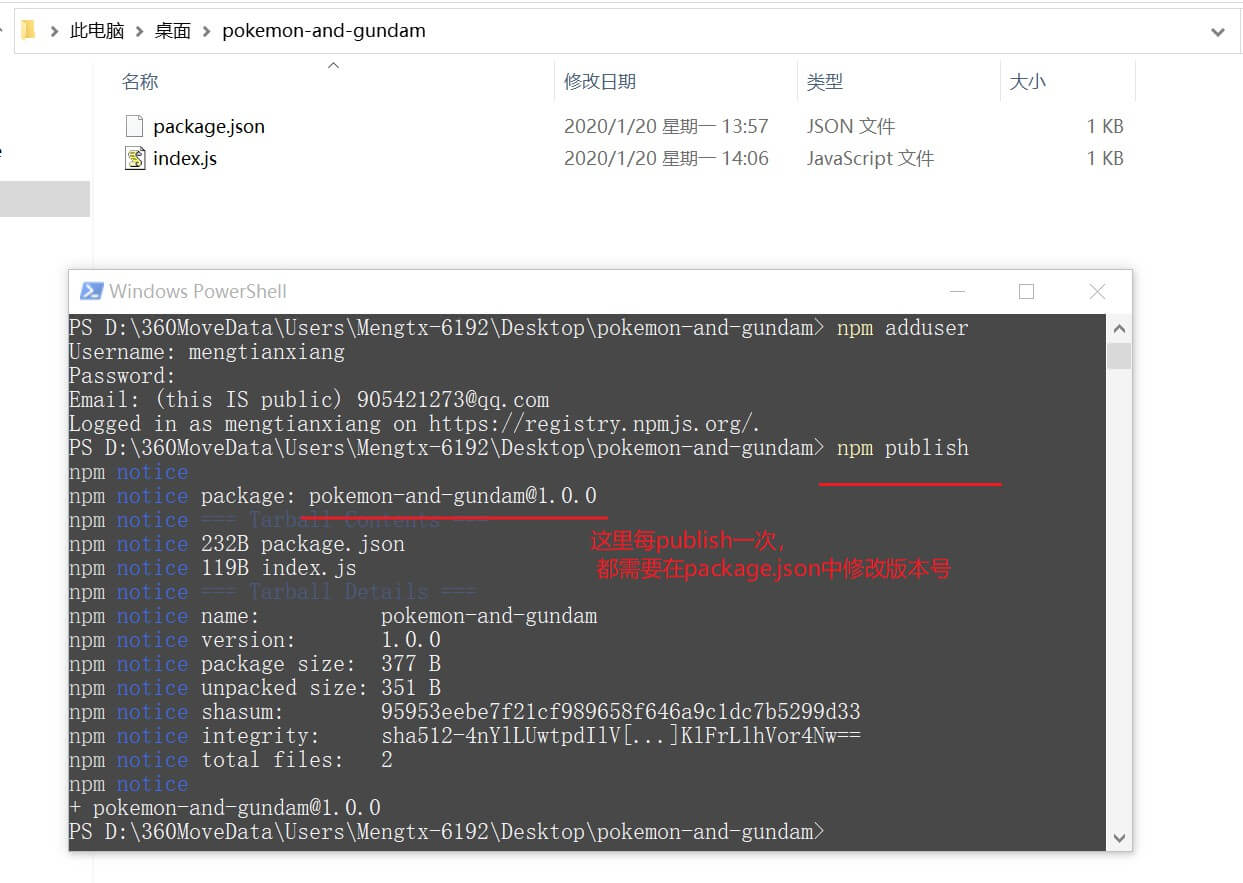 此电脑 > 桌面 > pokemon-and-gundam
名称 修改日期 类型 大小
package.json 2020/1/20 星期一 13:57 JSON 文件 1 KB
index.js 2020/1/20 星期一 14:06 JavaScript 文件 1 KB
Windows PowerShell
PS D:\360MoveData\Users\Mengtx-6192\Desktop\pokemon-and-gundam> npm adduser
Username: mengtianxiang
Password:
Email: (this IS public) 905421273@qq.com
Logged in as mengtianxiang on https://registry.npmjs.org/.
PS D:\360MoveData\Users\Mengtx-6192\Desktop\pokemon-and-gundam> npm publish
npm notice
npm notice package: pokemon-and-gundam@1.0.0
npm notice === Tarball Contents ===
npm notice 232B package.json
npm notice 119B index.js
这里每publish一次，
都需要在package.json中修改版本号
npm notice === Tarball Details ===
npm notice name: pokemon-and-gundam
npm notice version: 1.0.0
npm notice package size: 377 B
npm notice unpacked size: 351 B
npm notice shasum: 95953eebe7f21cf989658f646a9c1dc7b5299d33
npm notice integrity: sha512-4nYlLUwtpdIlV[...]KlFrLlhVor4Nw==
npm notice total files: 2
npm notice
+ pokemon-and-gundam@1.0.0
PS D:\360MoveData\Users\Mengtx-6192\Desktop\pokemon-and-gundam>